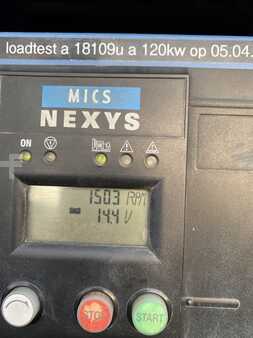 loadtest a 18109u a 120kw op 05.04.
MICS
NEXYS
ON
1503 RPM
14.4 V
STOP
START